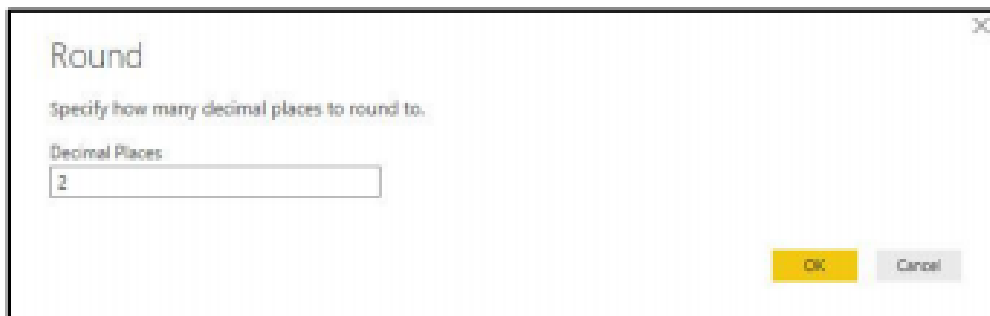 Round
Specify how many decimal places to round to.
Decimal Places
2
OK
Cancel